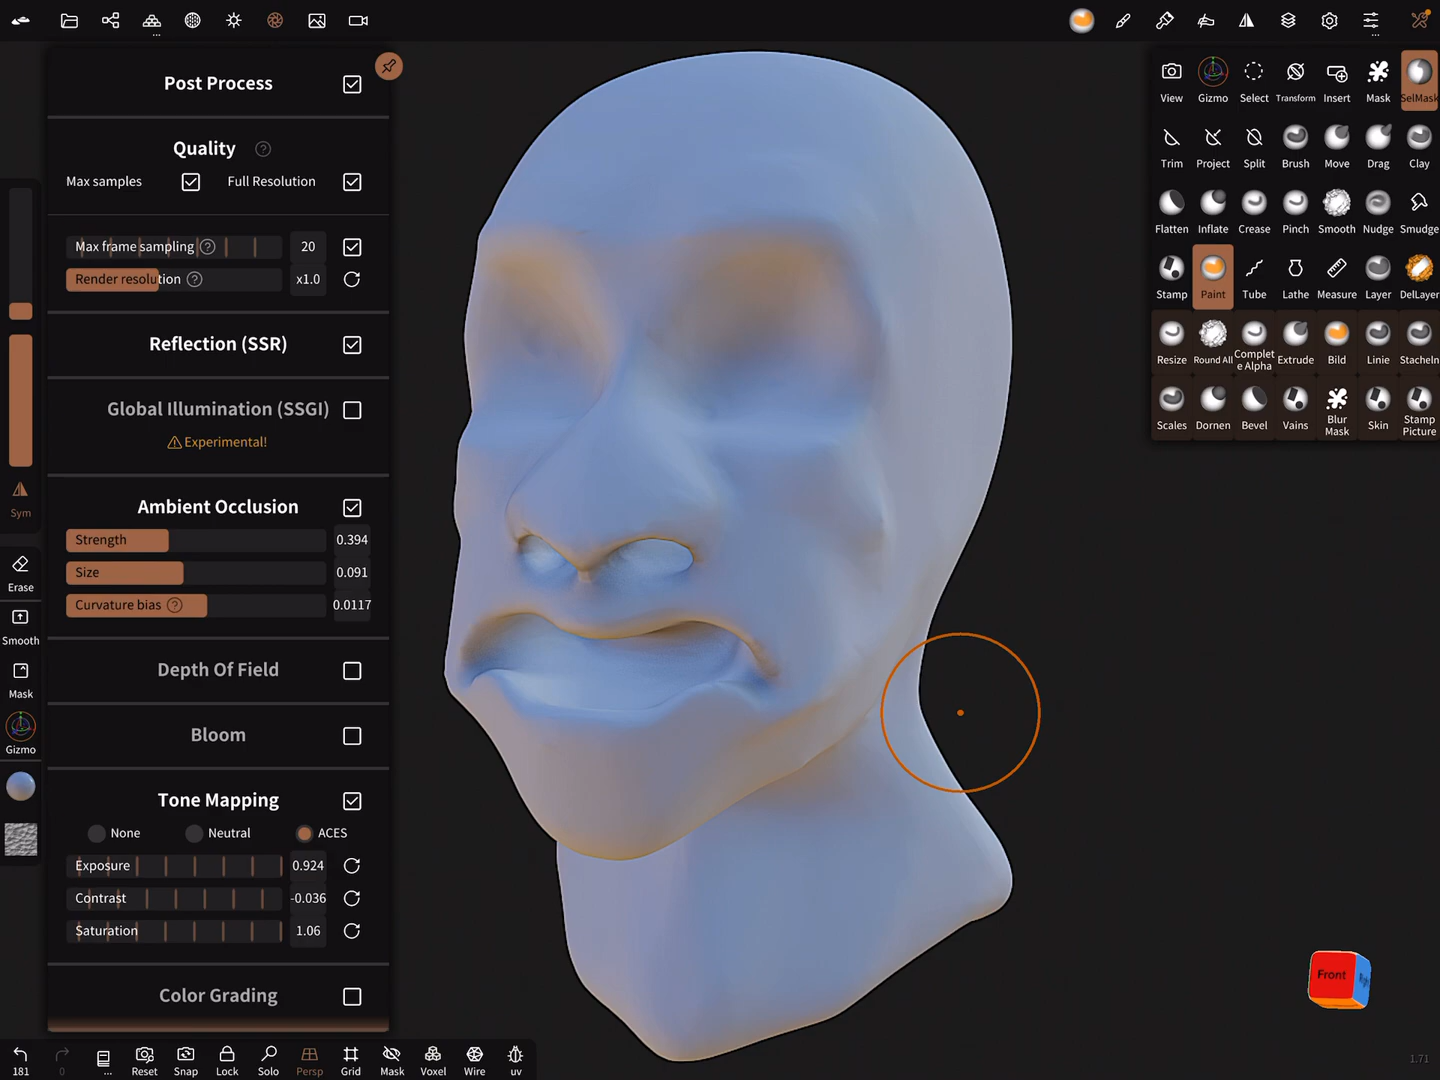 Post Process
Quality
Max samples
Full Resolution
Max frame sampling
20
Render resolution
x1.0
Reflection (SSR)
Global Illumination (SSGI)
Experimental!
Ambient Occlusion
Strength
0.394
Size
0.091
Curvature bias
0.0117
Depth Of Field
Bloom
Tone Mapping
None
Neutral
ACES
Exposure
0.924
Contrast
-0.036
Saturation
1.06
Color Grading
Sym
Erase
Smooth
Mask
Gizmo
View
Gizmo
Select
Transform
Insert
Mask
SelMask
Trim
Project
Split
Brush
Move
Drag
Clay
Flatten
Inflate
Crease
Pinch
Smooth
Nudge
Smudge
Stamp
Paint
Tube
Lathe
Measure
Layer
DelLayer
Resize
Round All
Complet
e Alpha
Extrude
Bild
Linie
Stacheln
Scales
Dornen
Bevel
Vains
Blur
Mask
Skin
Stamp
Picture
Front
Right
181
0
...
Reset
Snap
Lock
Solo
Persp
Grid
Mask
Voxel
Wire
uv
1.71